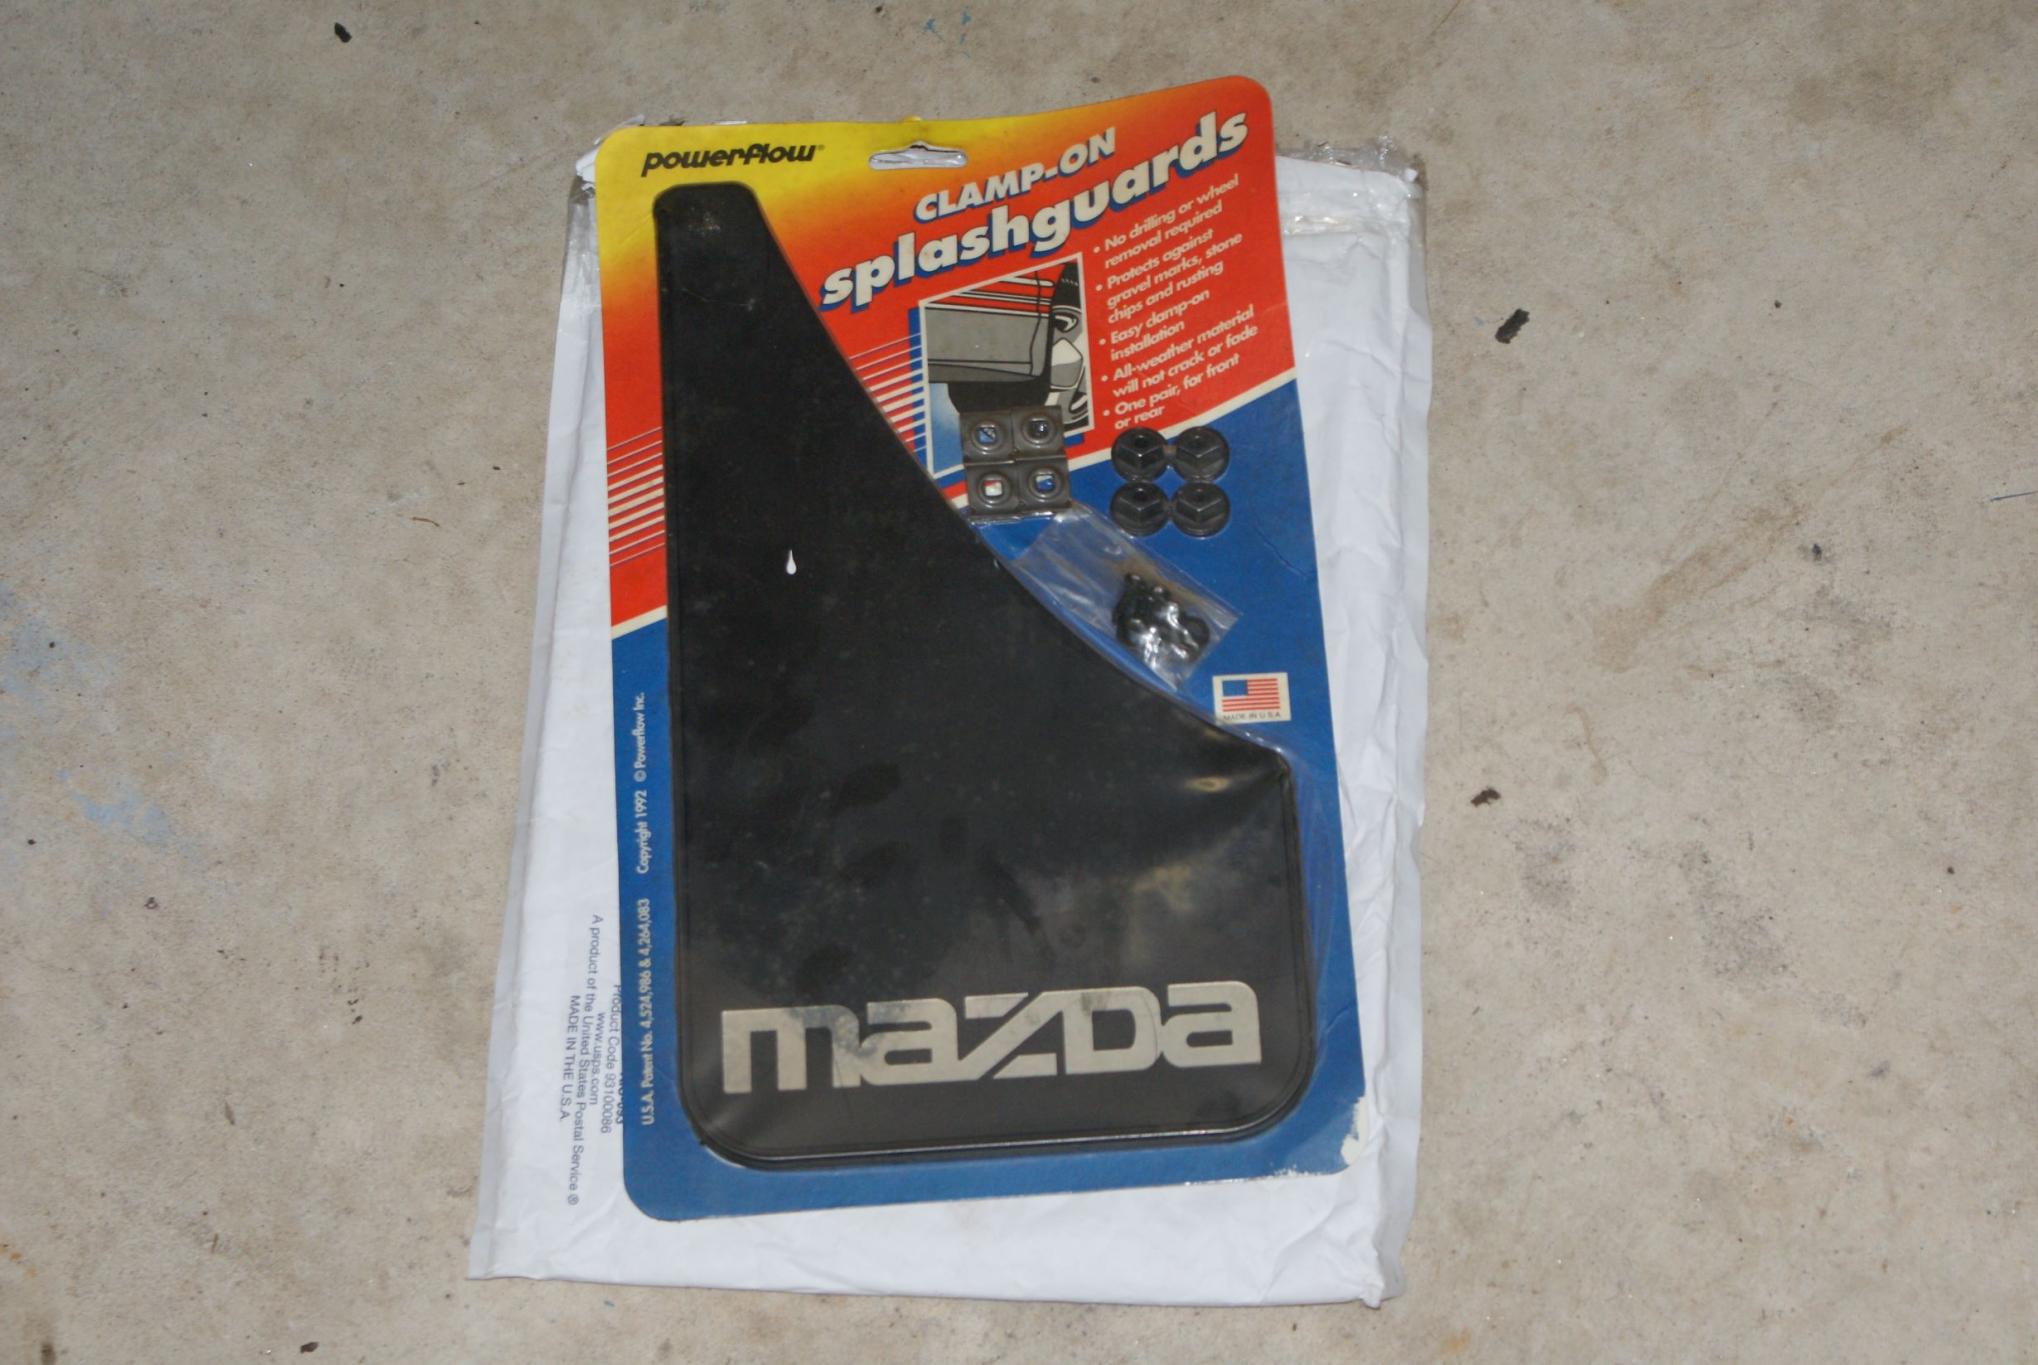 powerflow®
CLAMP-ON
splashguards
• No drilling or wheel
removal required
• Protects against
gravel marks, stone
chips and rusting
• Easy clamp-on
installation
• All-weather material
will not crack or fade
• One pair, for front
or rear
MADE IN U.S.A.
mazda
U.S.A. Patent No. 4,524,986 & 4,264,083 Copyright 1992 © Powerflow Inc.
Product Code 93100086
www.usps.com
A product of the United States Postal Service ®
MADE IN THE U.S.A.